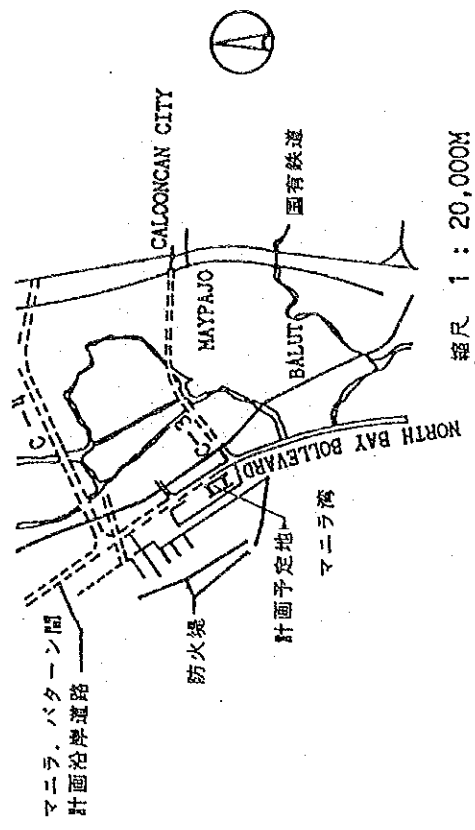 マニラ，バターン間
計画沿岸道路
C-4
CALOONCAN CITY
MAYPAJO
C-3
国有鉄道
BALUT
NORTH BAY BOLLEVARD
防火堤
計画予定地
マニラ湾
縮尺 1 : 20,000M